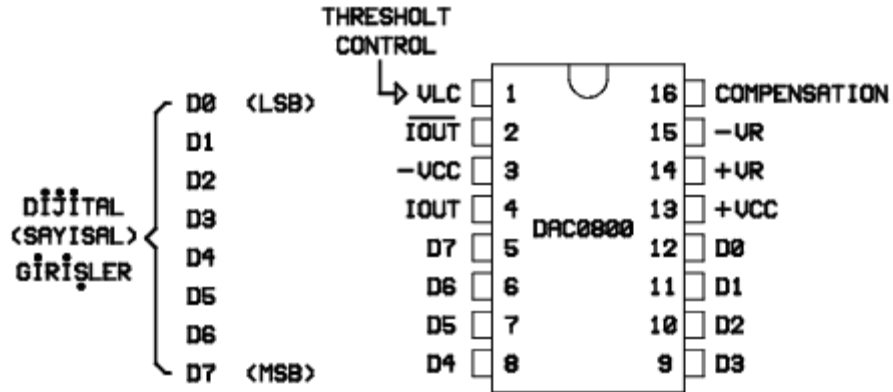 THRESHOLT
CONTROL
D0 (LSB)
D1
D2
D3
D4
D5
D6
D7 (MSB)
DİJİTAL
(SAYISAL)
GİRİŞLER
VLC 1 16 COMPENSATION
IOUT 2 15 -VR
-VCC 3 14 +VR
IOUT 4 13 +VCC
DAC0800
D7 5 12 D0
D6 6 11 D1
D5 7 10 D2
D4 8 9 D3